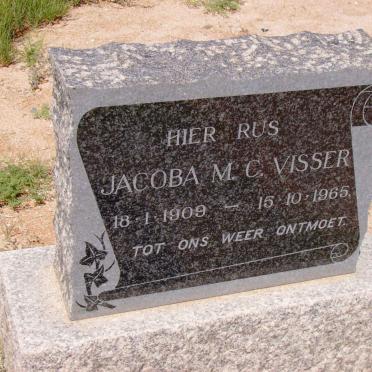 HIER RUS
JACOBA M. C. VISSER
18·1·1909 — 15·10·1965
TOT ONS WEER ONTMOET.